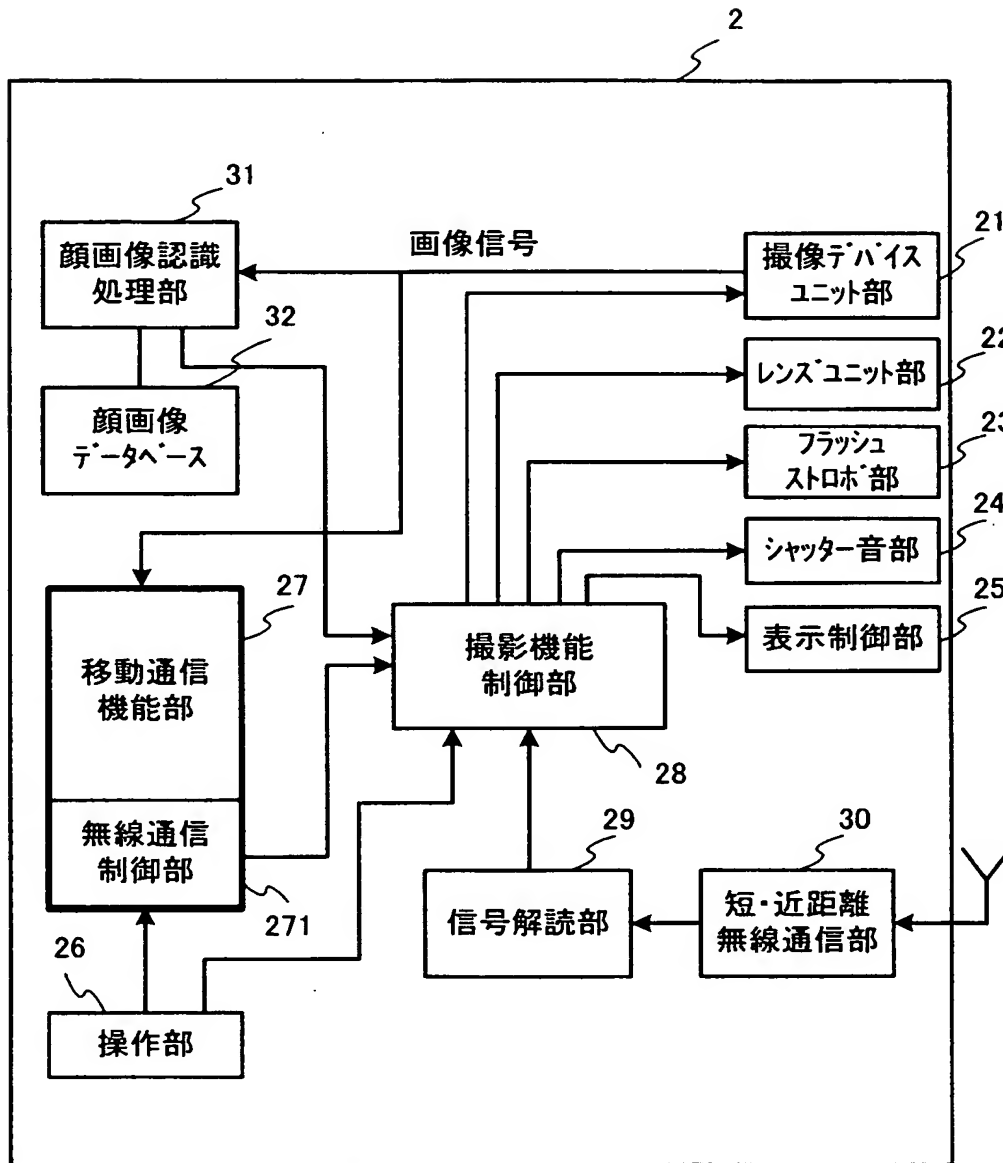 2
31
顔画像認識
処理部
画像信号
21
撮像デバイス
ユニット部
32
顔画像
データベース
22
レンズユニット部
23
フラッシュ
ストロボ部
24
シャッター音部
25
表示制御部
27
移動通信
機能部
撮影機能
制御部
28
無線通信
制御部
271
29
信号解読部
30
短・近距離
無線通信部
26
操作部